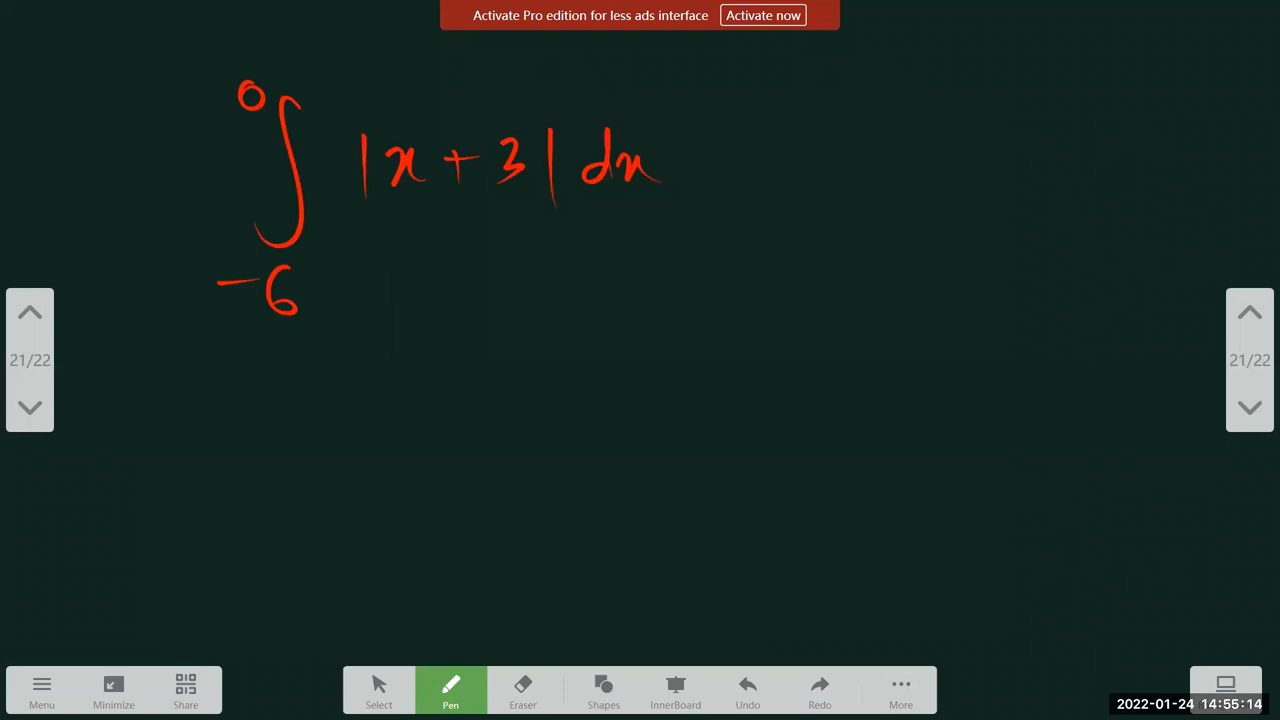 Activate Pro edition for less ads interface Activate now
0
∫ |x + 3| dx
-6
21/22 21/22
Menu Minimize Share Select Pen Eraser Shapes InnerBoard Undo Redo More
2022-01-24 14:55:14